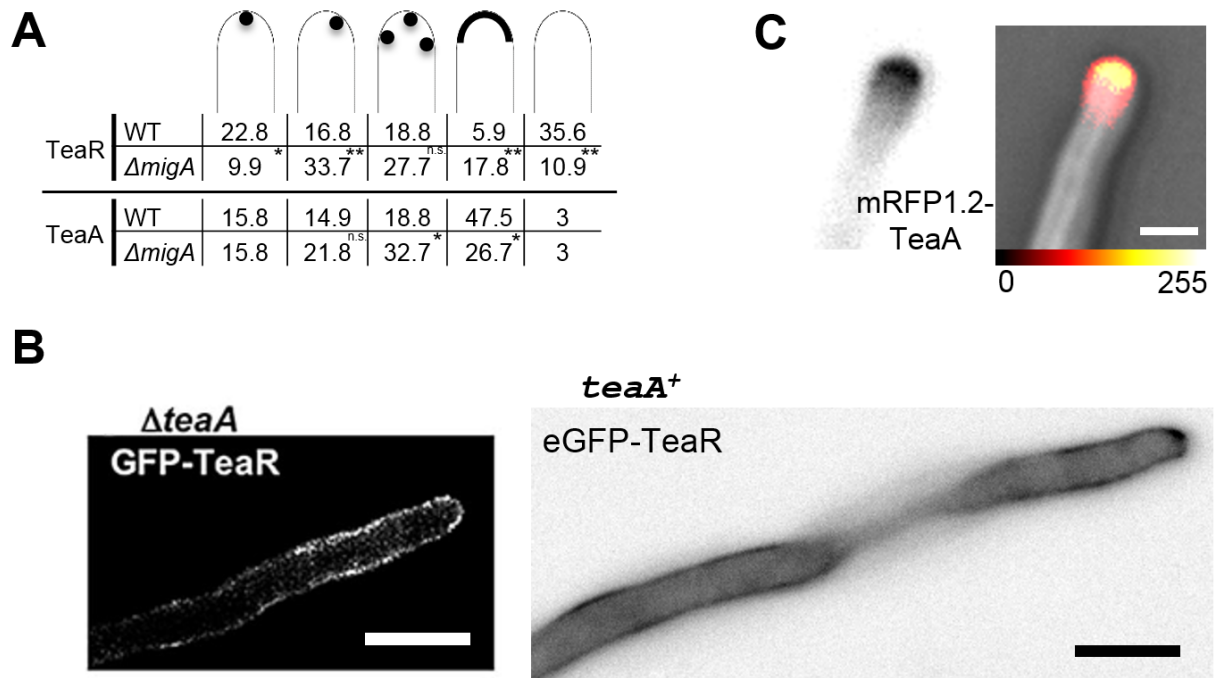 A
TeaR WT 22.8 16.8 18.8 5.9 35.6
ΔmigA 9.9 * 33.7 ** 27.7 n.s. 17.8 ** 10.9 **
TeaA WT 15.8 14.9 18.8 47.5 3
ΔmigA 15.8 21.8 n.s. 32.7 * 26.7 * 3
C
mRFP1.2-
TeaA
0 255
B
ΔteaA
GFP-TeaR
teaA+
eGFP-TeaR